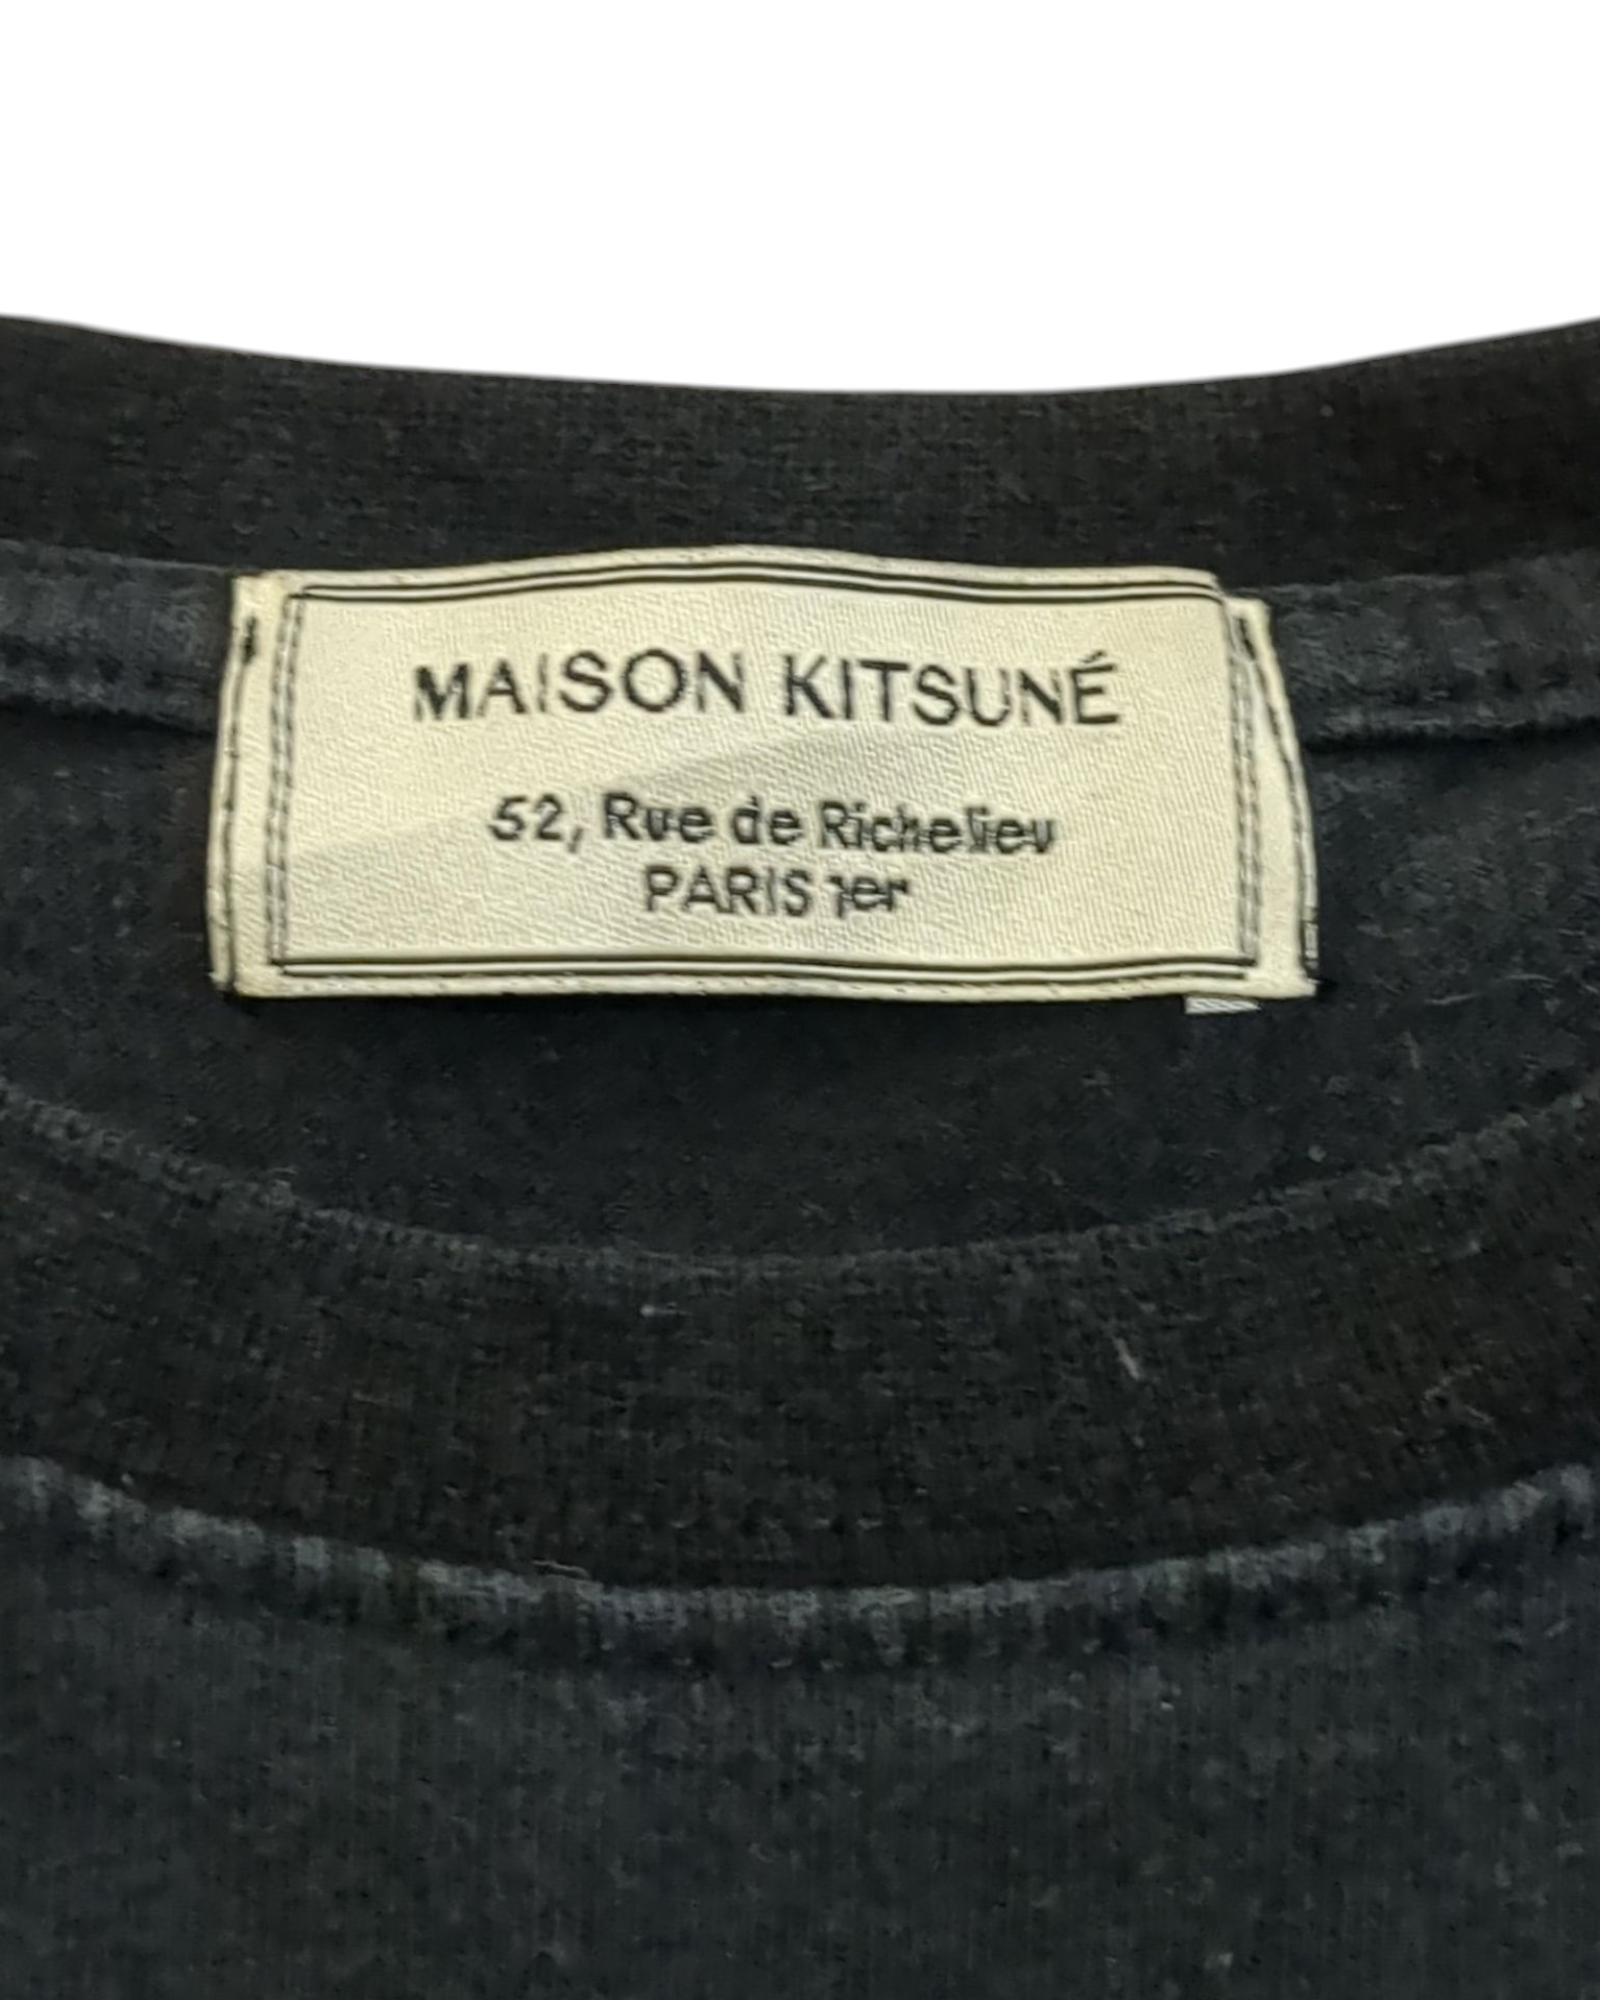 MAISON KITSUNÉ
52, Rue de Richelieu
PARIS 1er